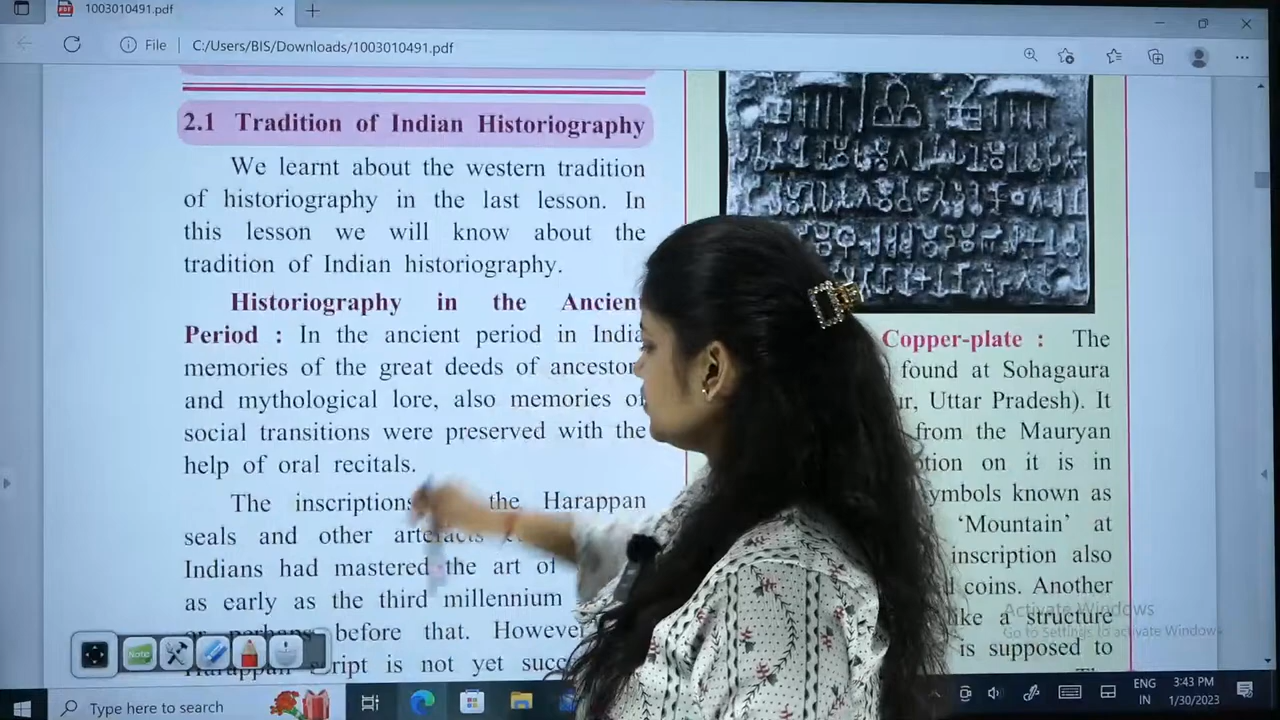 1003010491.pdf
File | C:/Users/BIS/Downloads/1003010491.pdf
2.1 Tradition of Indian Historiography
We learnt about the western tradition
of historiography in the last lesson. In
this lesson we will know about the
tradition of Indian historiography.
Historiography in the Ancient
Period : In the ancient period in India
memories of the great deeds of ancestors
and mythological lore, also memories of
social transitions were preserved with the
help of oral recitals.
The inscriptions the Harappan
seals and other artefacts
Indians had mastered the art of
as early as the third millennium
or perhaps before that. However
Harappan script is not yet
Copper-plate : The
found at Sohagaura
Uttar Pradesh). It
from the Mauryan
on it is in
symbols known as
'Mountain' at
inscription also
coins. Another
like a structure
is supposed to
Activate Windows
Go to Settings to activate Windows
Note
Type here to search
ENG
IN
3:43 PM
1/30/2023